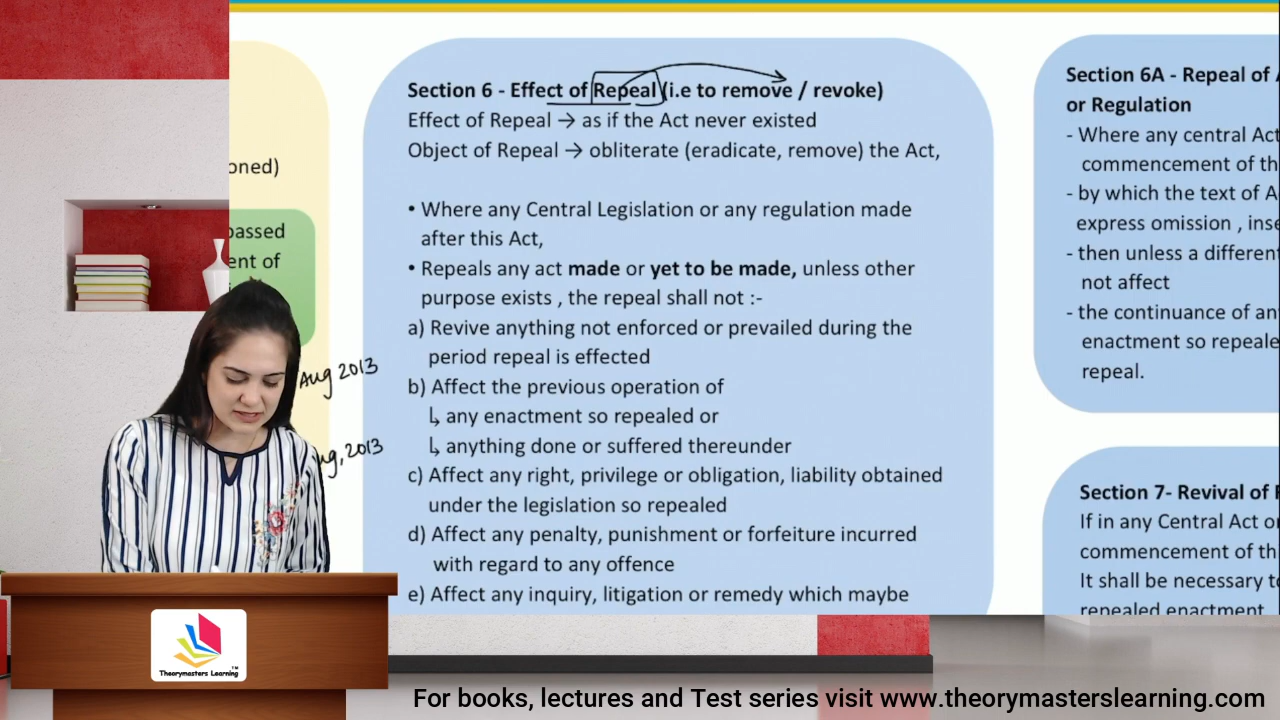 oned)
passed
ent of
Aug 2013
ug, 2013
Section 6 - Effect of Repeal (i.e to remove / revoke)
Effect of Repeal → as if the Act never existed
Object of Repeal → obliterate (eradicate, remove) the Act,
• Where any Central Legislation or any regulation made
after this Act,
• Repeals any act made or yet to be made, unless other
purpose exists , the repeal shall not :-
a) Revive anything not enforced or prevailed during the
period repeal is effected
b) Affect the previous operation of
↳ any enactment so repealed or
↳ anything done or suffered thereunder
c) Affect any right, privilege or obligation, liability obtained
under the legislation so repealed
d) Affect any penalty, punishment or forfeiture incurred
with regard to any offence
e) Affect any inquiry, litigation or remedy which maybe
Section 6A - Repeal of A
or Regulation
- Where any central Act
commencement of th
- by which the text of A
express omission , inse
- then unless a different
not affect
- the continuance of an
enactment so repeale
repeal.
Section 7- Revival of R
If in any Central Act o
commencement of th
It shall be necessary to
repealed enactment
Theorymasters Learning™
For books, lectures and Test series visit www.theorymasterslearning.com